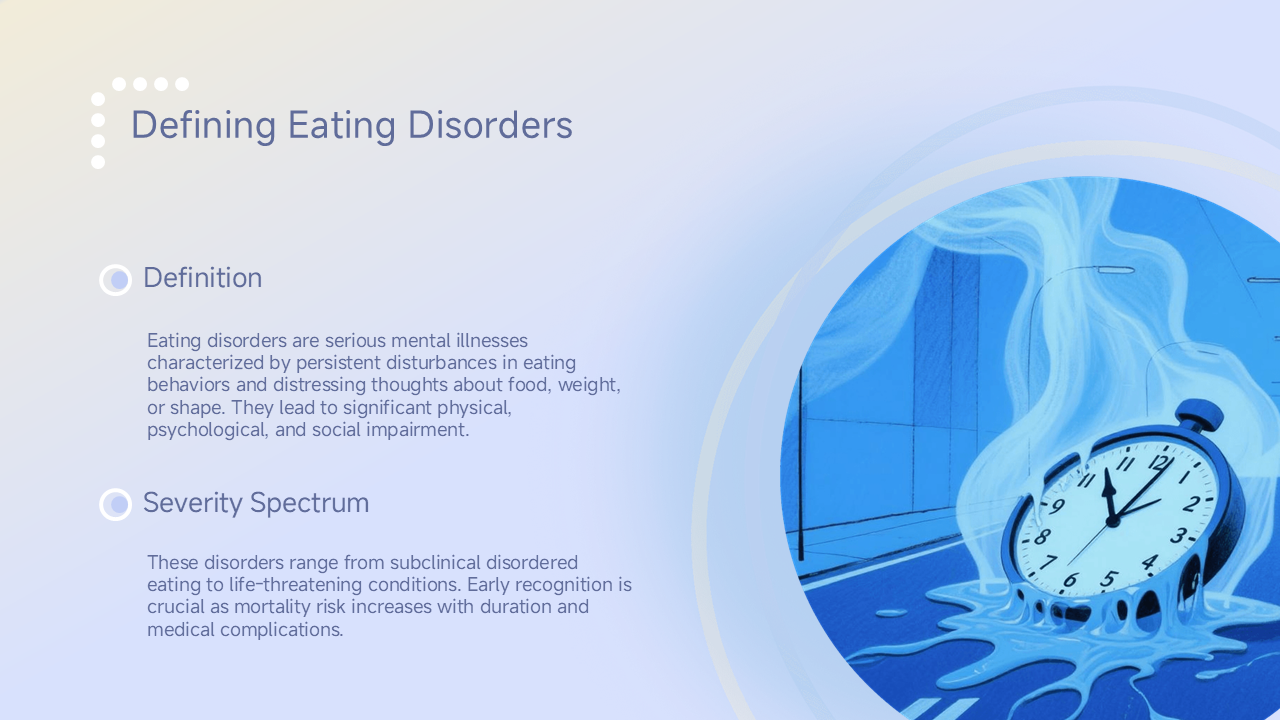 Defining Eating Disorders
Definition
Eating disorders are serious mental illnesses
characterized by persistent disturbances in eating
behaviors and distressing thoughts about food, weight,
or shape. They lead to significant physical,
psychological, and social impairment.
Severity Spectrum
These disorders range from subclinical disordered
eating to life-threatening conditions. Early recognition is
crucial as mortality risk increases with duration and
medical complications.
11
11
12
1
2
3
4
5
6
7
8
9